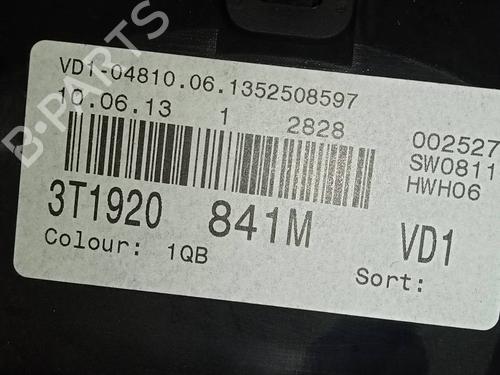 VD1-04810.06.1352508597
10.06.13 1 2828 002527
SW0811
HWH06
3T1920 841M VD1
Colour: 1QB Sort:
B-PARTS